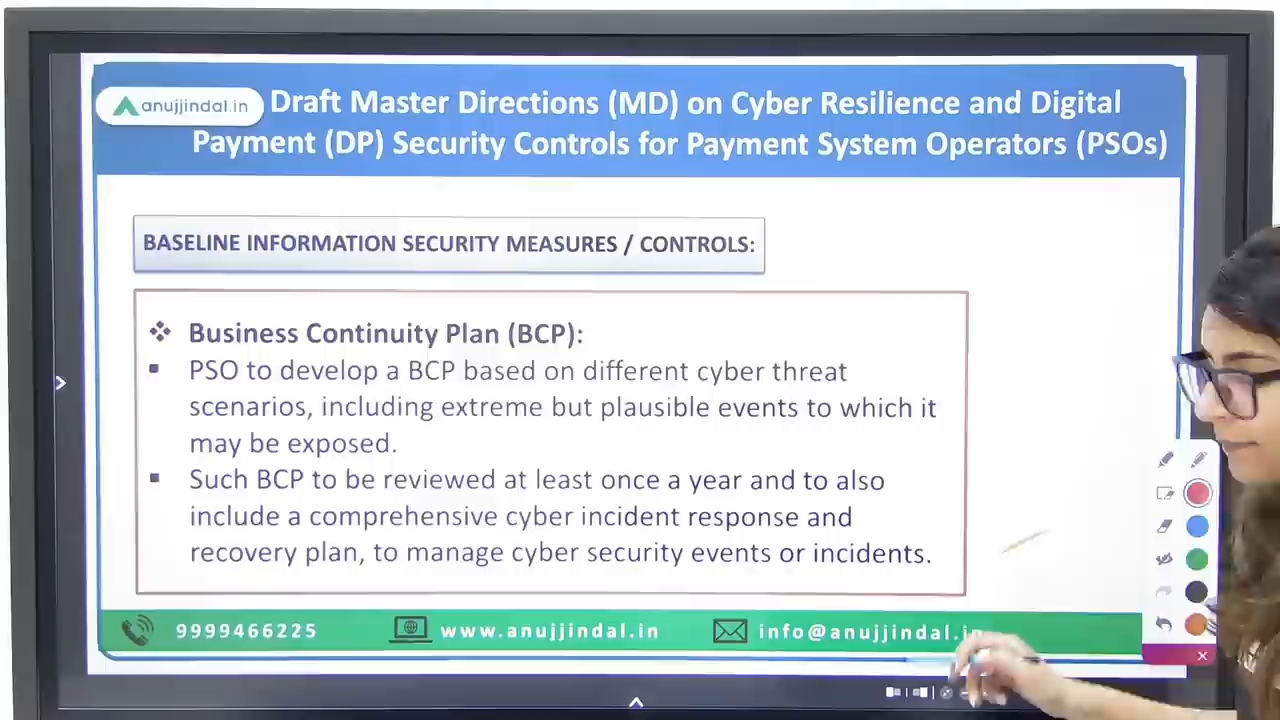 anujjindal.in
Draft Master Directions (MD) on Cyber Resilience and Digital
Payment (DP) Security Controls for Payment System Operators (PSOs)
BASELINE INFORMATION SECURITY MEASURES / CONTROLS:
Business Continuity Plan (BCP):
PSO to develop a BCP based on different cyber threat
scenarios, including extreme but plausible events to which it
may be exposed.
Such BCP to be reviewed at least once a year and to also
include a comprehensive cyber incident response and
recovery plan, to manage cyber security events or incidents.
9999466225
www.anujjindal.in
info@anujjindal.in